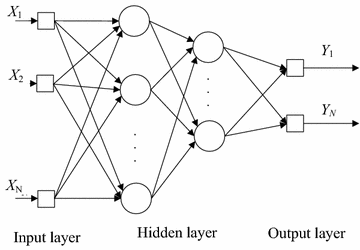 X1
Y1
X2
XN
YN
Input layer
Hidden layer
Output layer